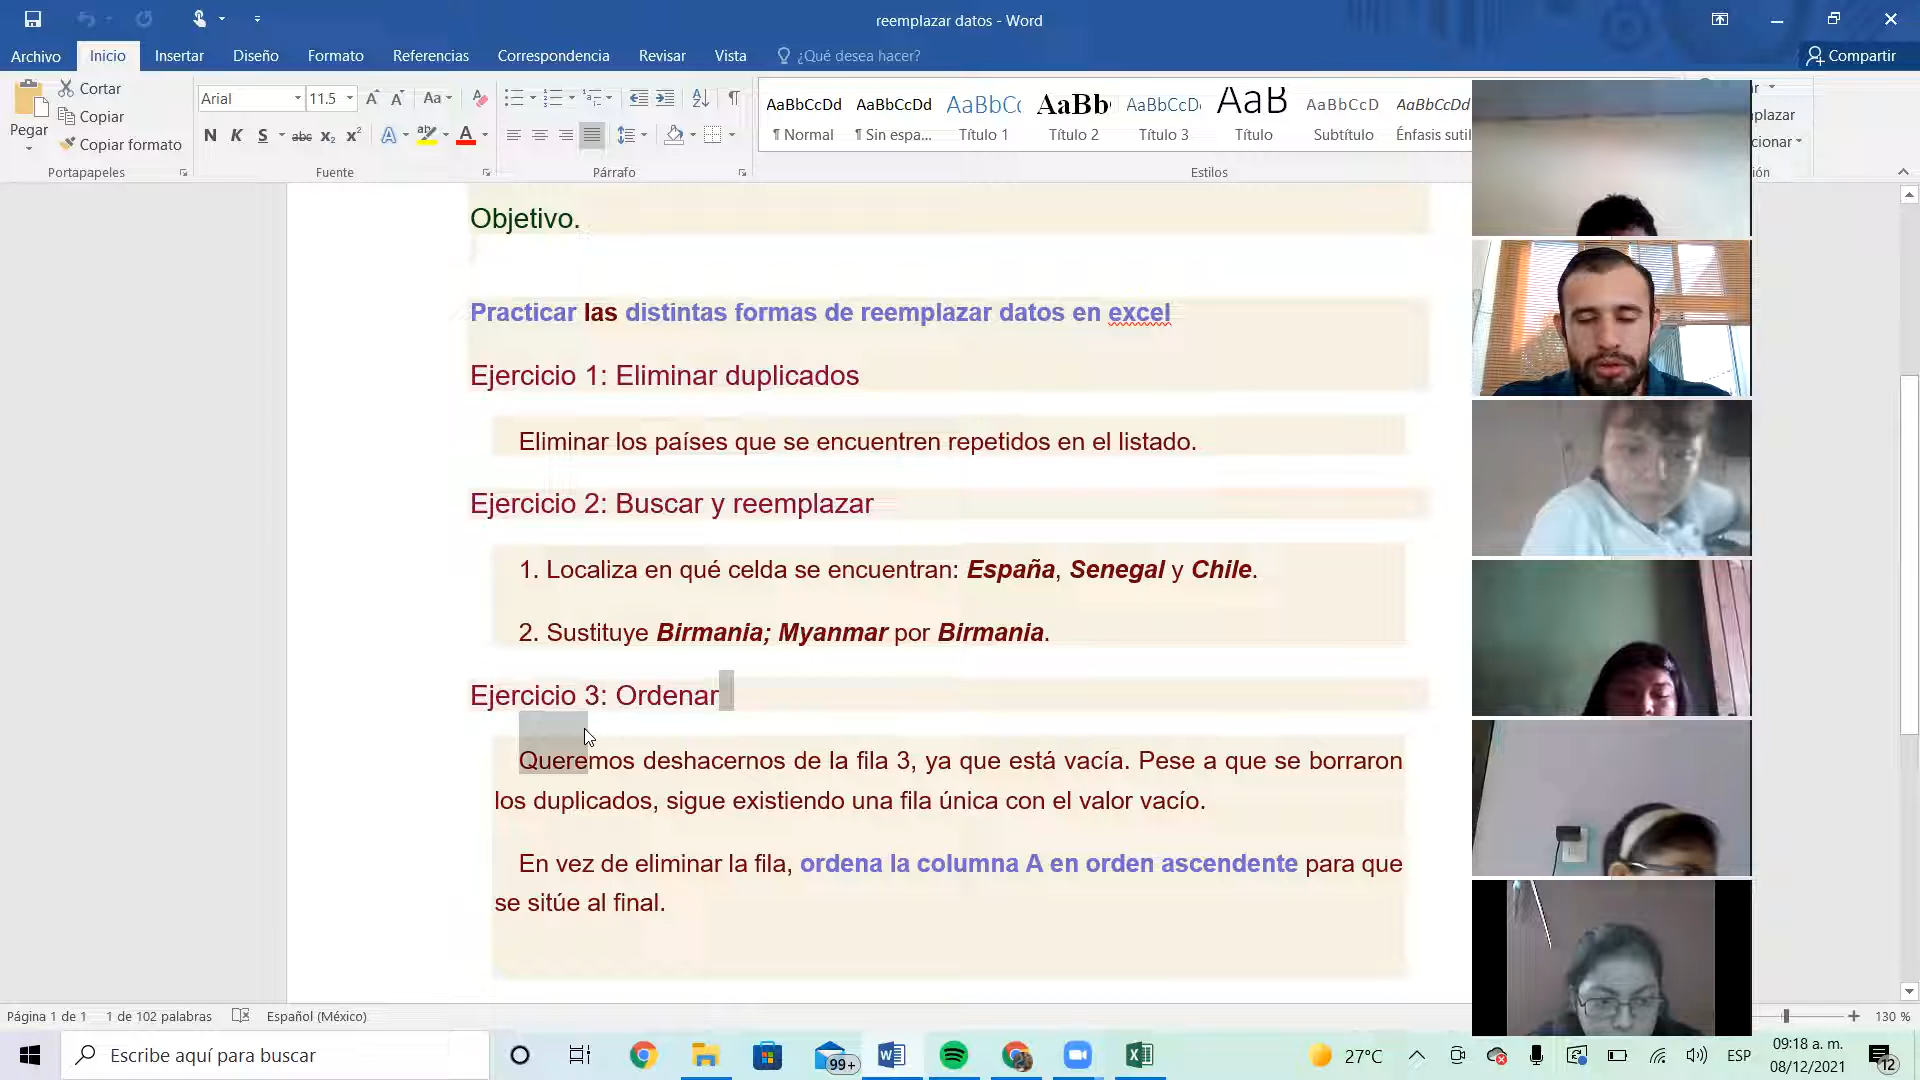 reemplazar datos - Word
Archivo Inicio Insertar Diseño Formato Referencias Correspondencia Revisar Vista ¿Qué desea hacer? Compartir
Pegar
Cortar
Copiar
Copiar formato
Portapapeles
Arial 11.5 Aa
N K S abc x₂ x² A A
Fuente
Párrafo
AaBbCcDd AaBbCcDd AaBbC AaBb AaBbCcD AaB AaBbCcD AaBbCcDd
¶ Normal ¶ Sin espa... Título 1 Título 2 Título 3 Título Subtítulo Énfasis sutil
Estilos
Objetivo.
Practicar las distintas formas de reemplazar datos en excel
Ejercicio 1: Eliminar duplicados
Eliminar los países que se encuentren repetidos en el listado.
Ejercicio 2: Buscar y reemplazar
1. Localiza en qué celda se encuentran: España, Senegal y Chile.
2. Sustituye Birmania; Myanmar por Birmania.
Ejercicio 3: Ordenar
Queremos deshacernos de la fila 3, ya que está vacía. Pese a que se borraron
los duplicados, sigue existiendo una fila única con el valor vacío.
En vez de eliminar la fila, ordena la columna A en orden ascendente para que
se sitúe al final.
Página 1 de 1 1 de 102 palabras Español (México) 130 %
Escribe aquí para buscar 99+ 27°C ESP 09:18 a. m.
08/12/2021 12